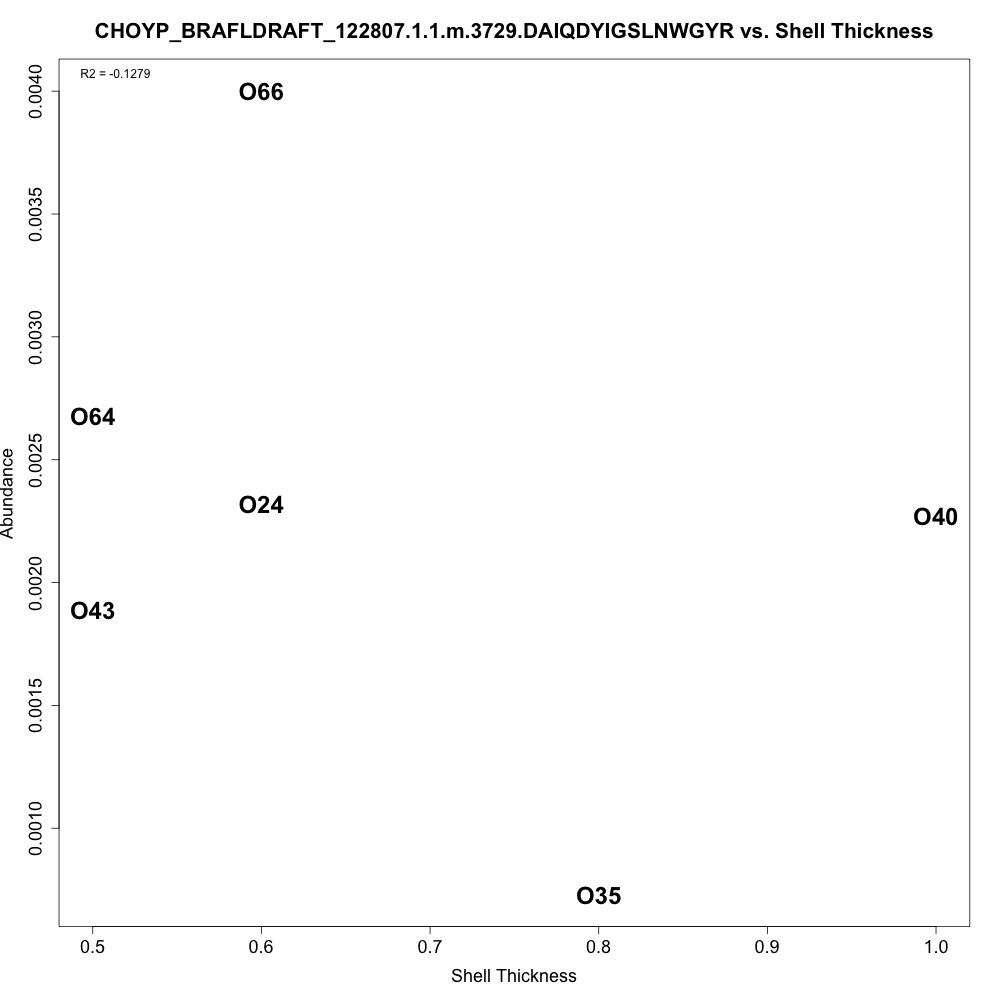 CHOYP_BRAFLDRAFT_122807.1.1.m.3729.DAIQDYIGSLNWGYR vs. Shell Thickness
R2 = -0.1279
0.0040
0.0035
0.0030
0.0025
0.0020
0.0015
0.0010
Abundance
O66
O64
O24
O40
O43
O35
0.5 0.6 0.7 0.8 0.9 1.0
Shell Thickness